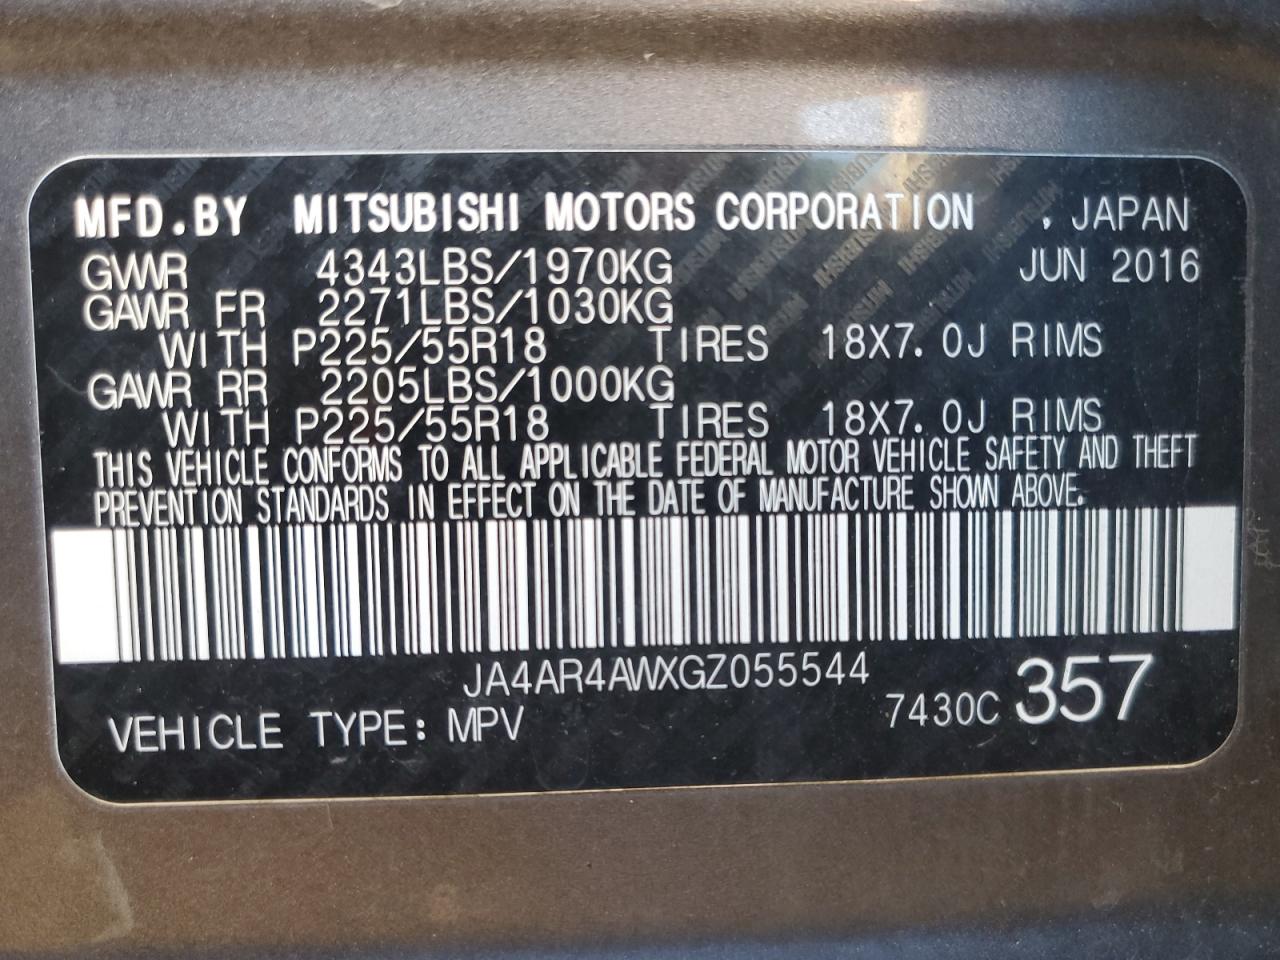 MFD.BY MITSUBISHI MOTORS CORPORATION , JAPAN
GVWR 4343LBS/1970KG JUN 2016
GAWR FR 2271LBS/1030KG
WITH P225/55R18 TIRES 18X7.0J RIMS
GAWR RR 2205LBS/1000KG
WITH P225/55R18 TIRES 18X7.0J RIMS
THIS VEHICLE CONFORMS TO ALL APPLICABLE FEDERAL MOTOR VEHICLE SAFETY AND THEFT
PREVENTION STANDARDS IN EFFECT ON THE DATE OF MANUFACTURE SHOWN ABOVE.
JA4AR4AWXGZ055544
VEHICLE TYPE: MPV 7430C 357